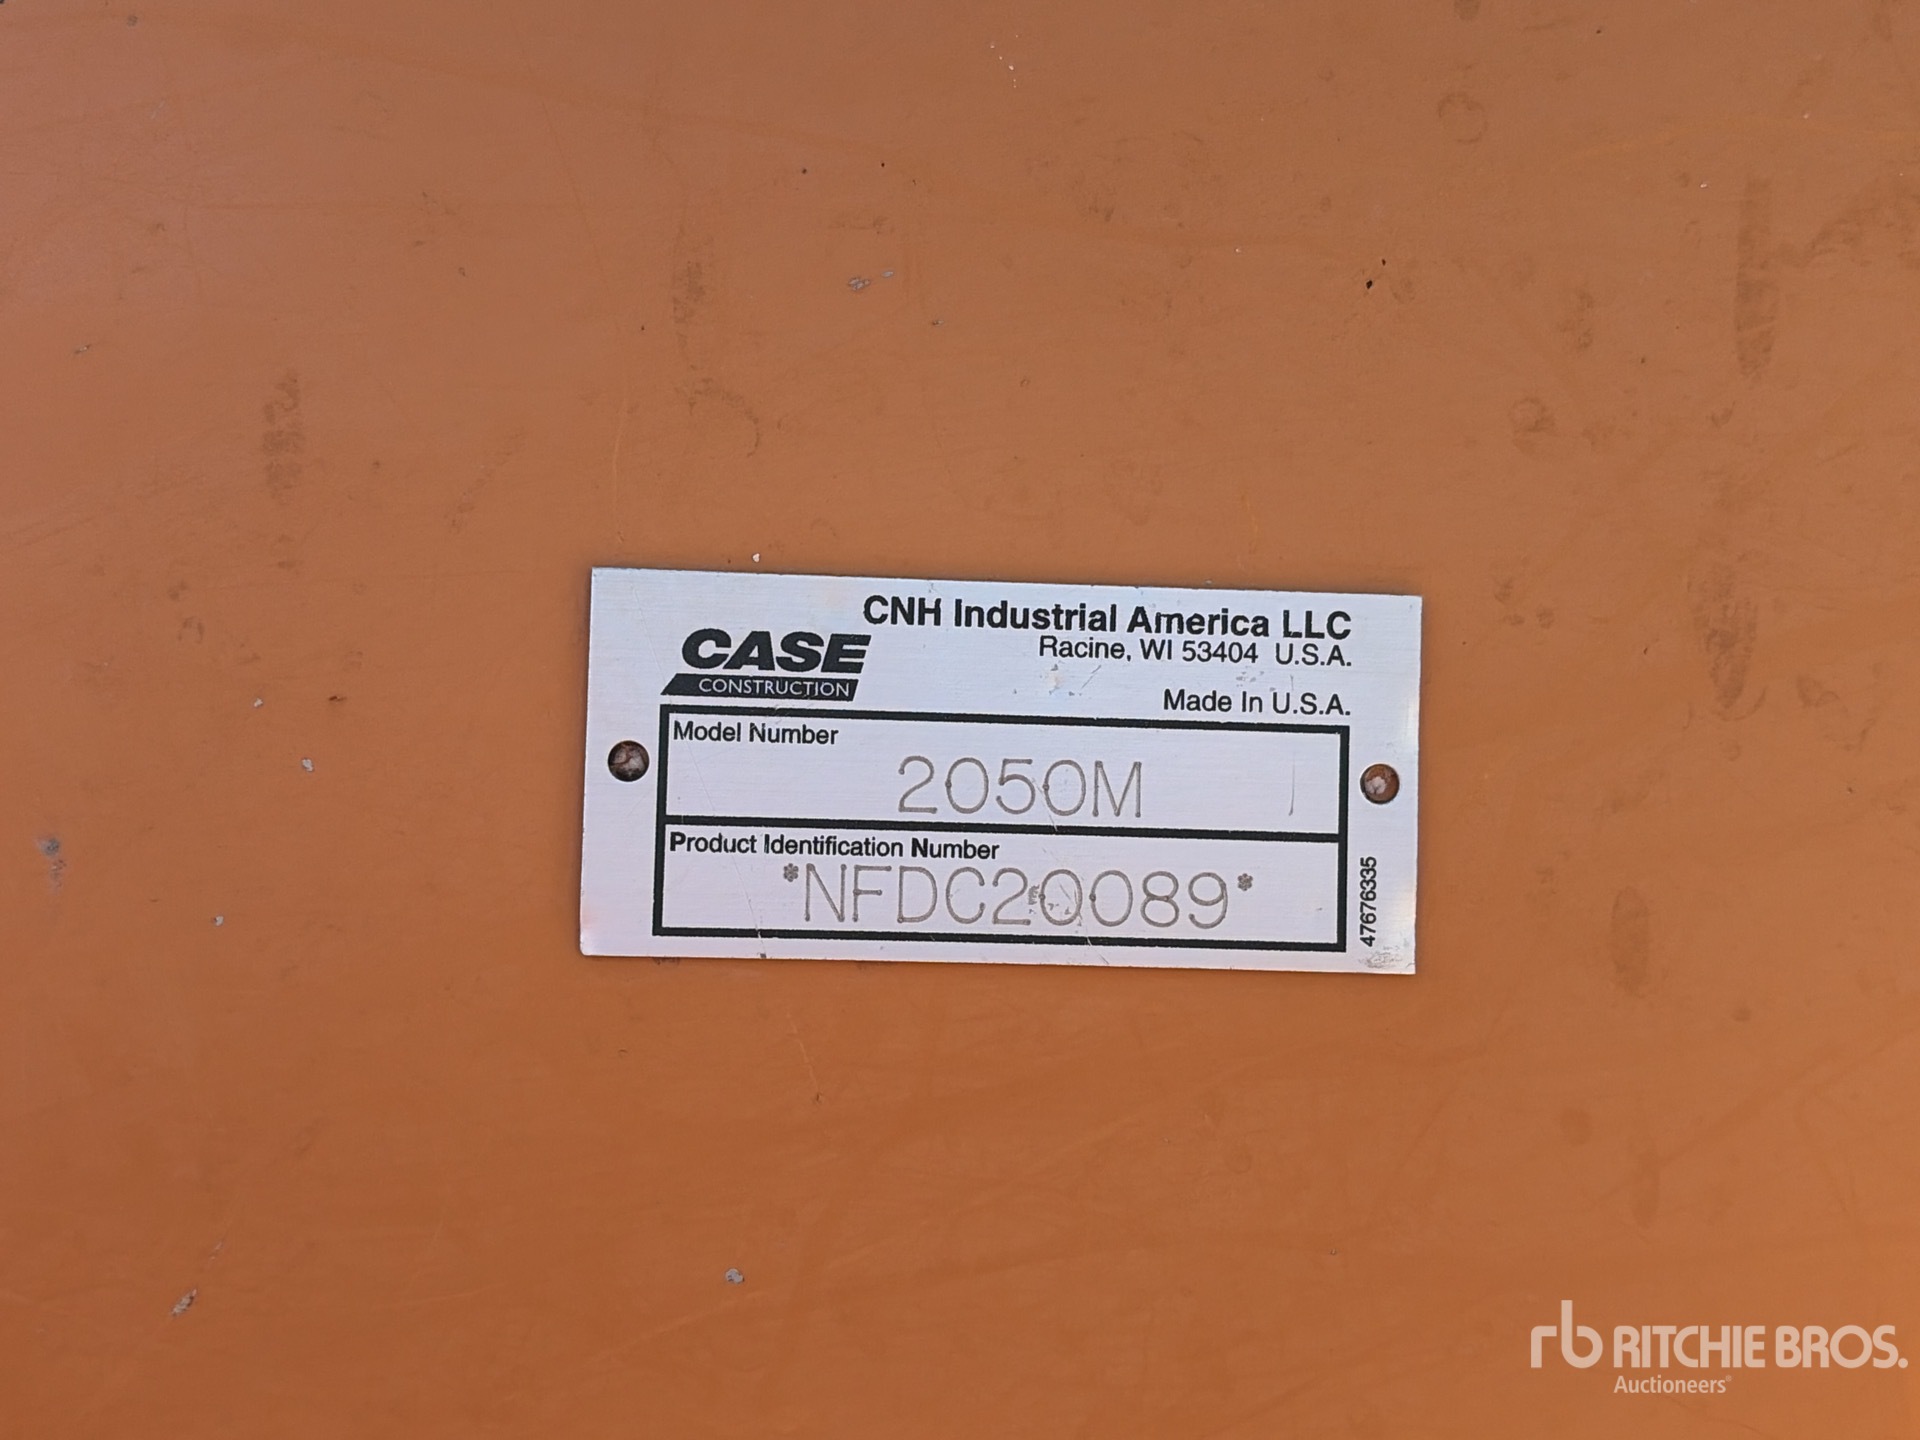 CNH Industrial America LLC
Racine, WI 53404 U.S.A.
CASE
CONSTRUCTION
Made In U.S.A.
Model Number
2050M
Product Identification Number
*NFDC20089*
47676335
rb RITCHIE BROS.
Auctioneers®